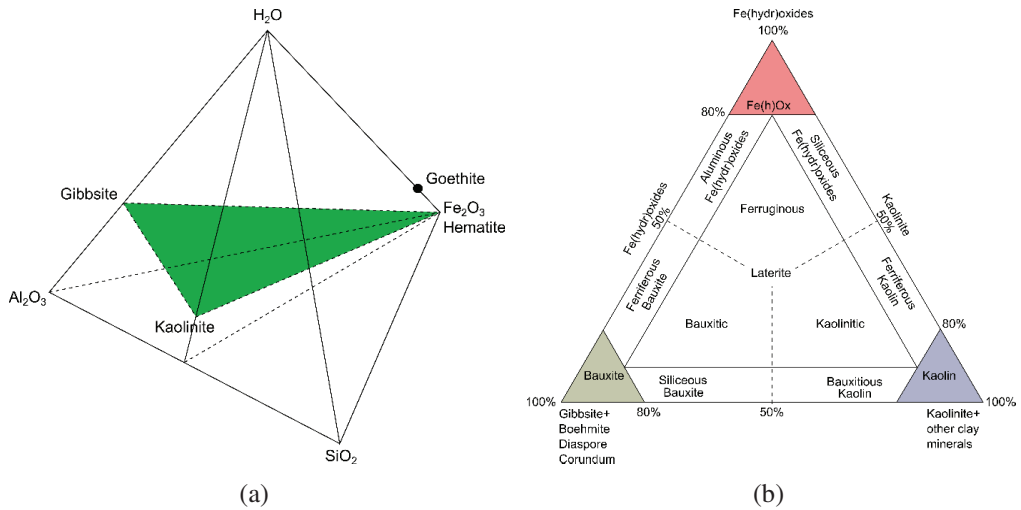 H₂O
Gibbsite
Goethite
Fe₂O₃
Hematite
Al₂O₃
Kaolinite
SiO₂
(a)
Fe(hydr)oxides
100%
80%
Fe(h)Ox
Aluminous
Fe(hydr)oxides
Siliceous
Fe(hydr)oxides
Fe(hydr)oxides
50%
Kaolinite
50%
Ferruginous
Laterite
Ferriferous
Bauxite
Ferriferous
Kaolin
Bauxitic
Kaolinitic
80%
Bauxite
Siliceous
Bauxite
Bauxitious
Kaolin
Kaolin
100%
80%
50%
100%
Gibbsite+
Boehmite
Diaspore
Corundum
Kaolinite+
other clay
minerals
(b)